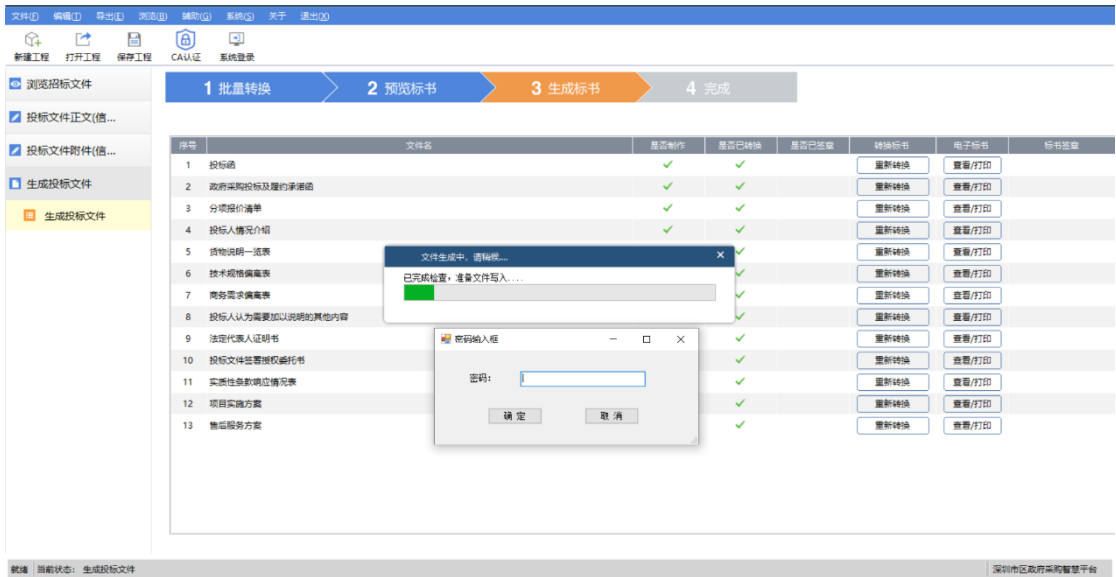 文件(F) 编辑(T) 导出(E) 浏览(B) 辅助(G) 系统(S) 关于 退出(X)
新建工程 打开工程 保存工程 CA认证 系统登录
浏览招标文件
投标文件正文(信...
投标文件附件(信...
生成投标文件
生成投标文件
1 批量转换 2 预览标书 3 生成标书 4 完成
序号 文件名 是否制作 是否已转换 是否已签章 转换标书 电子标书 标书签章
1 投标函 重新转换 查看/打印
2 政府采购投标及履约承诺函 重新转换 查看/打印
3 分项报价清单 重新转换 查看/打印
4 投标人情况介绍 重新转换 查看/打印
5 货物说明一览表 重新转换 查看/打印
6 技术规格偏离表 重新转换 查看/打印
7 商务需求偏离表 重新转换 查看/打印
8 投标人认为需要加以说明的其他内容 重新转换 查看/打印
9 法定代表人证明书 重新转换 查看/打印
10 投标文件签署授权委托书 重新转换 查看/打印
11 实质性条款响应情况表 重新转换 查看/打印
12 项目实施方案 重新转换 查看/打印
13 售后服务方案 重新转换 查看/打印
文件生成中，请稍候....
已完成检查，准备文件写入....
密码输入框
密码：
确 定 取 消
就绪 当前状态： 生成投标文件 深圳市区政府采购智慧平台